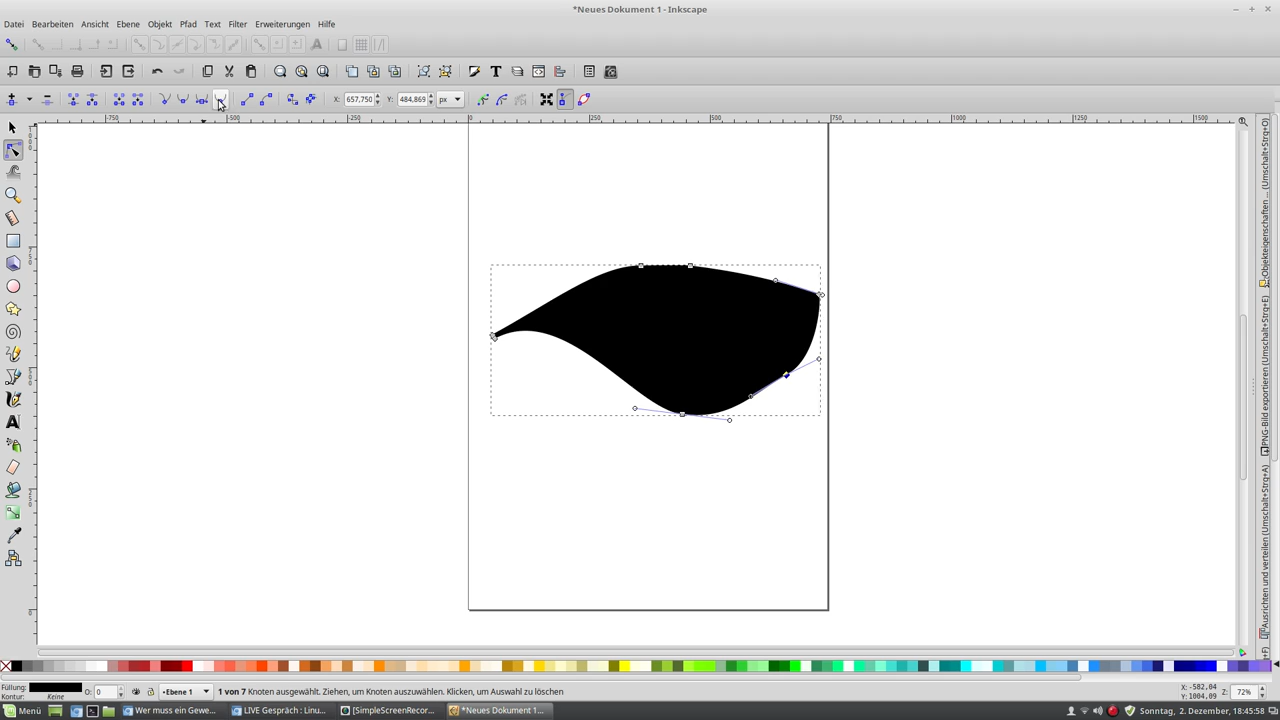 *Neues Dokument 1 - Inkscape
Datei Bearbeiten Ansicht Ebene Objekt Pfad Text Filter Erweiterungen Hilfe
X: 657,750 Y: 484,869 px
-750 -500 0 250 500 750 1000 1250 1500
Objekteigenschaften ... (Umschalt+Strg+O)
PNG-Bild exportieren (Umschalt+Strg+E)
Ausrichten und verteilen (Umschalt+Strg+A)
Füllung: O: 0 •Ebene 1 1 von 7 Knoten ausgewählt. Ziehen, um Knoten auszuwählen. Klicken, um Auswahl zu löschen X: -582,04 Z: 72%
Kontur: Keine Y: 1004,09
Menü Wer muss ein Gewe... LIVE Gespräch : Linu... [SimpleScreenRecor... *Neues Dokument 1... Sonntag, 2. Dezember, 18:45:58